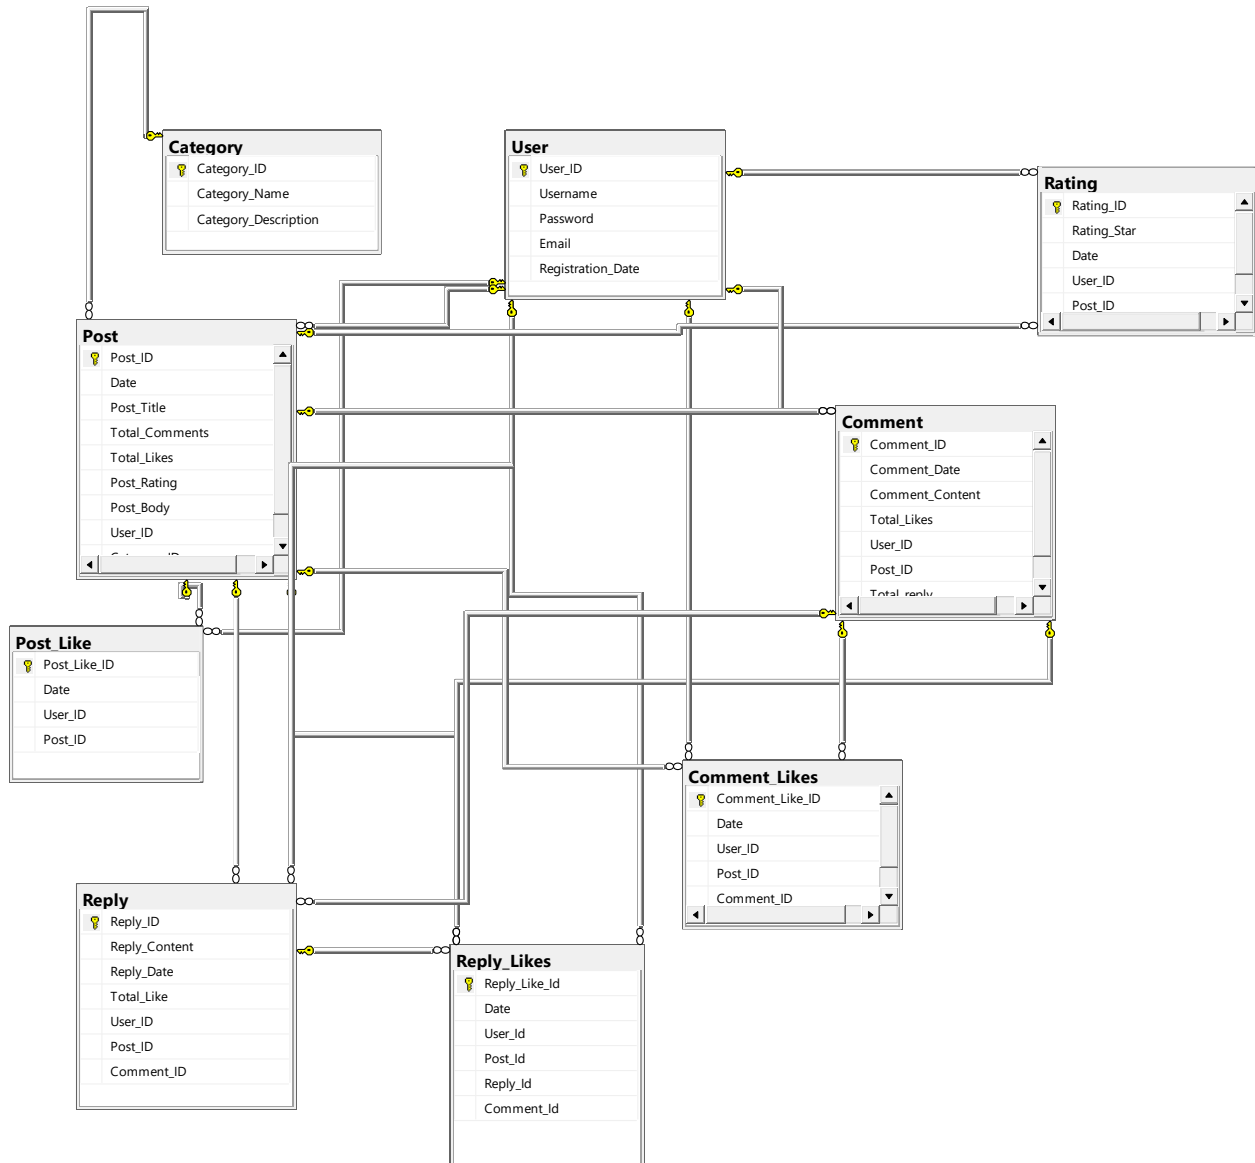 Category
Category_ID
Category_Name
Category_Description
User
User_ID
Username
Password
Email
Registration_Date
Rating
Rating_ID
Rating_Star
Date
User_ID
Post_ID
Post
Post_ID
Date
Post_Title
Total_Comments
Total_Likes
Post_Rating
Post_Body
User_ID
Comment
Comment_ID
Comment_Date
Comment_Content
Total_Likes
User_ID
Post_ID
Total_reply
Post_Like
Post_Like_ID
Date
User_ID
Post_ID
Comment_Likes
Comment_Like_ID
Date
User_ID
Post_ID
Comment_ID
Reply
Reply_ID
Reply_Content
Reply_Date
Total_Like
User_ID
Post_ID
Comment_ID
Reply_Likes
Reply_Like_Id
Date
User_Id
Post_Id
Reply_Id
Comment_Id